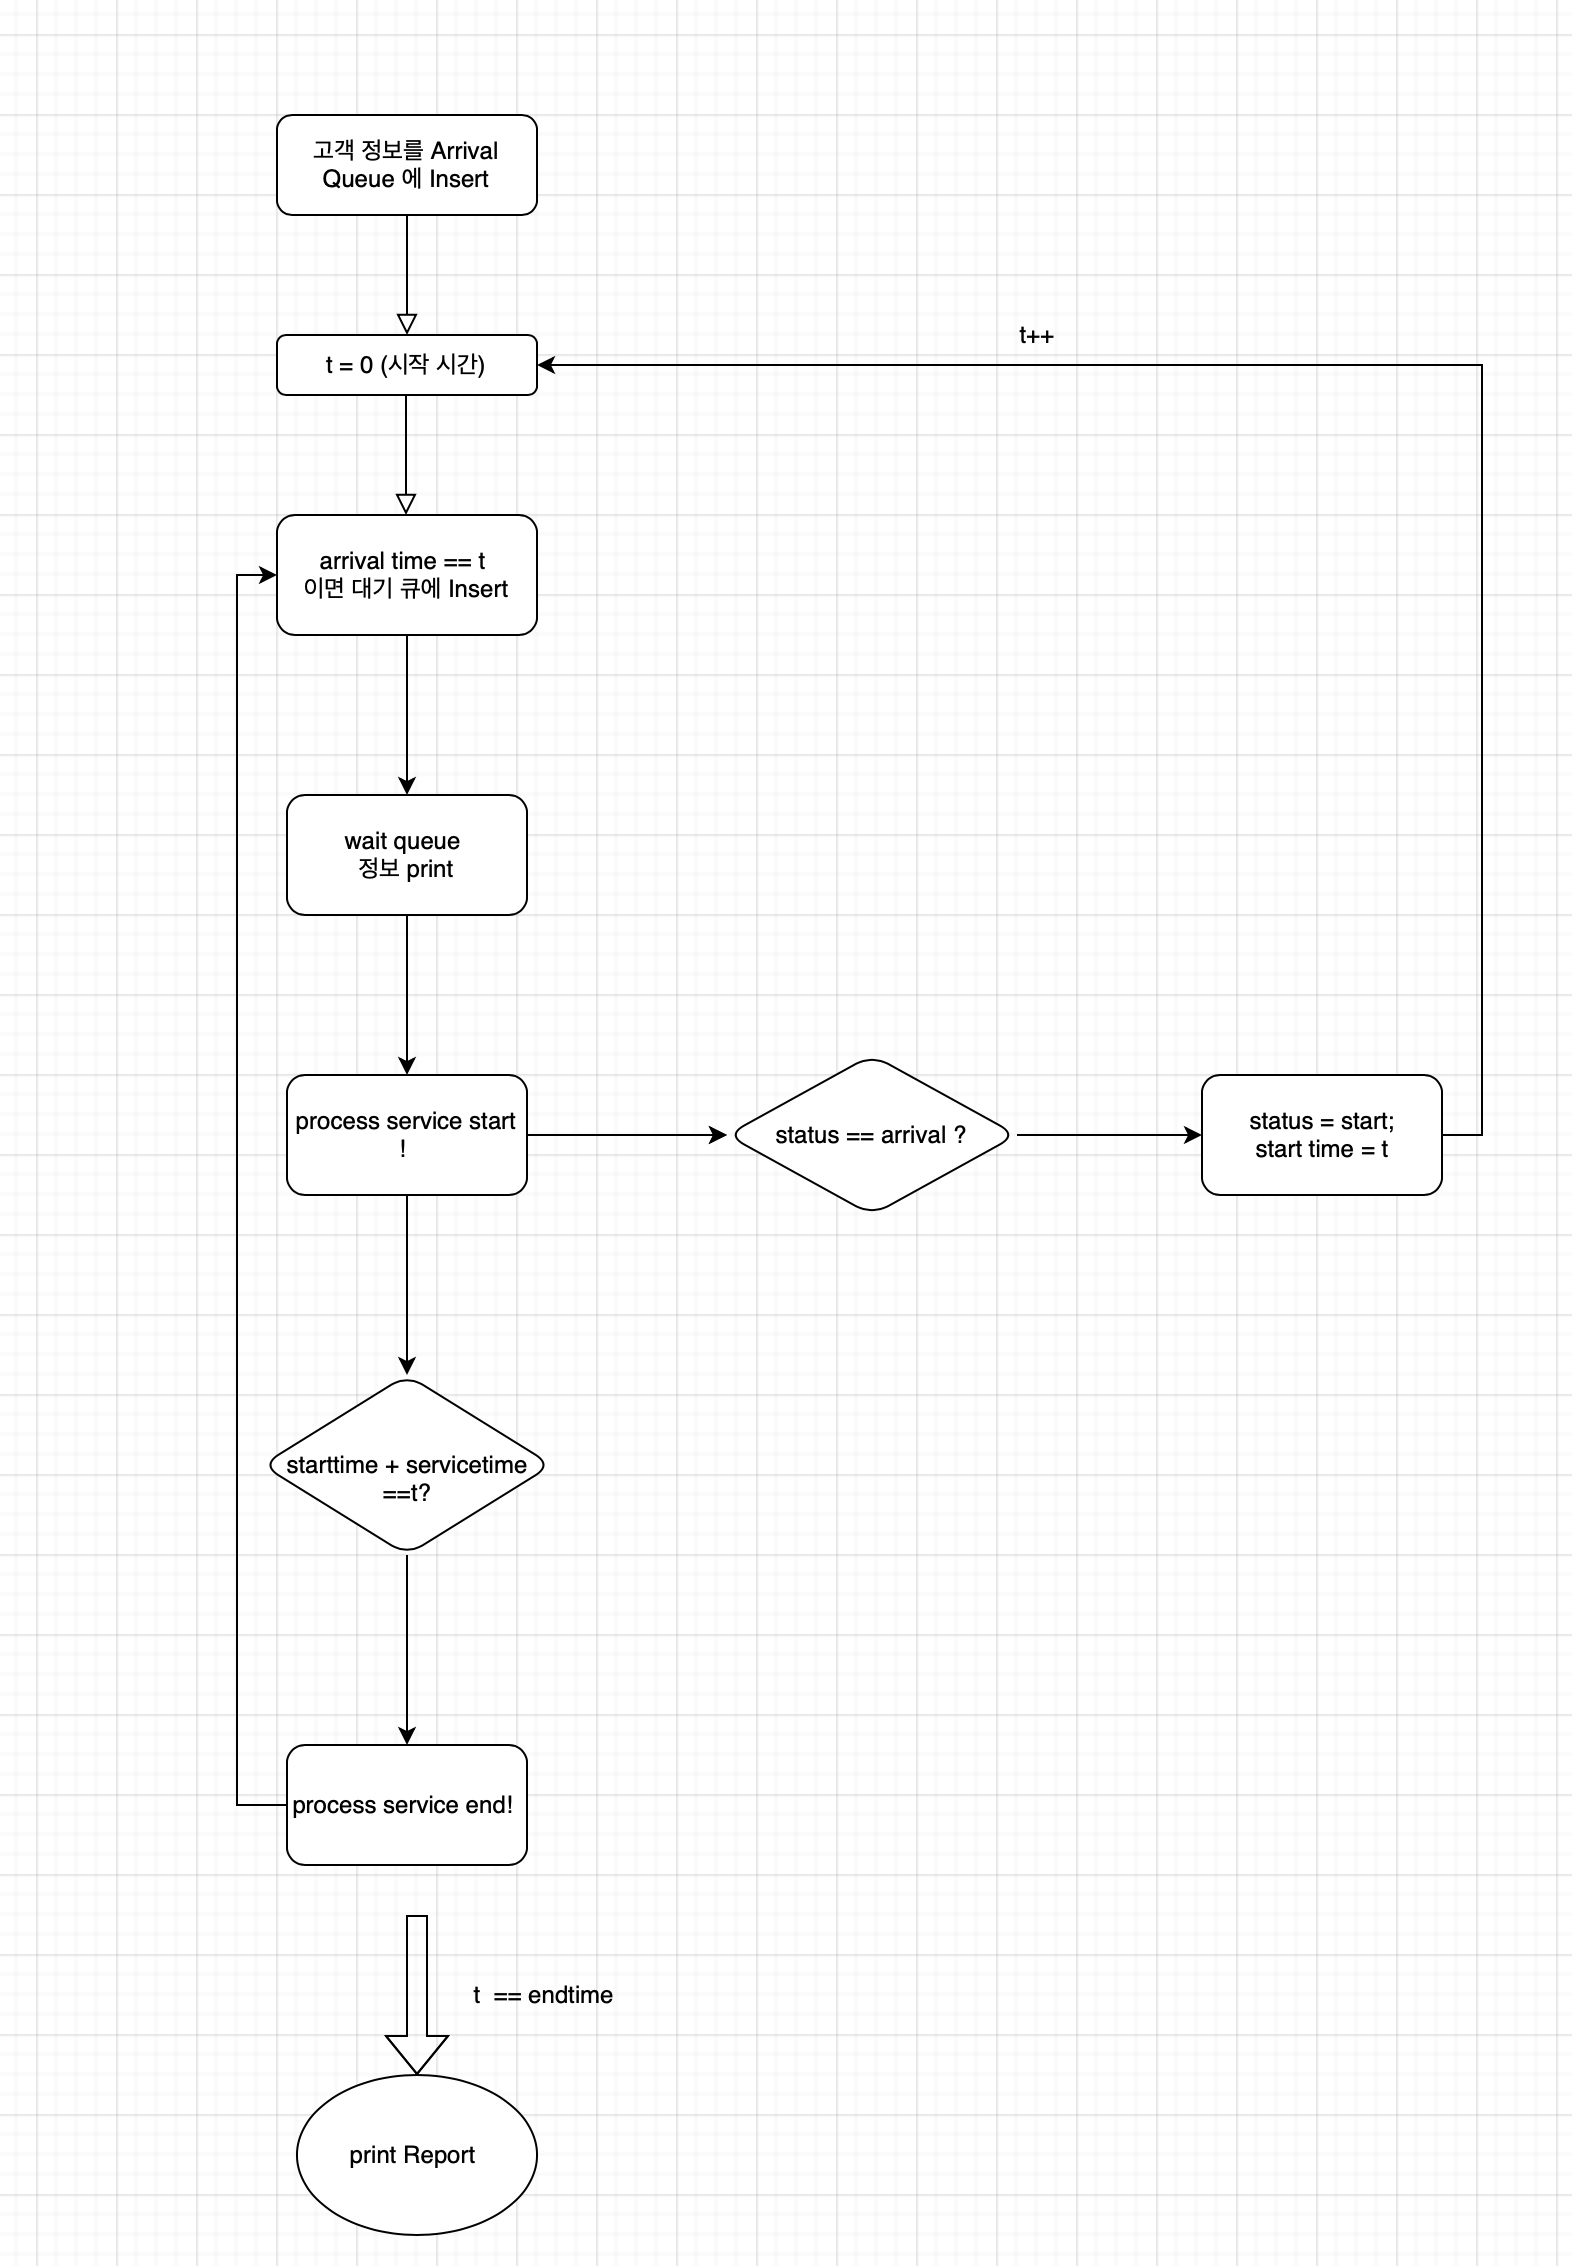 고객 정보를 Arrival
Queue 에 Insert
t++
t = 0 (시작 시간)
arrival time == t
이면 대기 큐에 Insert
wait queue
정보 print
process service start
!
status == arrival ?
status = start;
start time = t
starttime + servicetime
==t?
process service end!
t == endtime
print Report